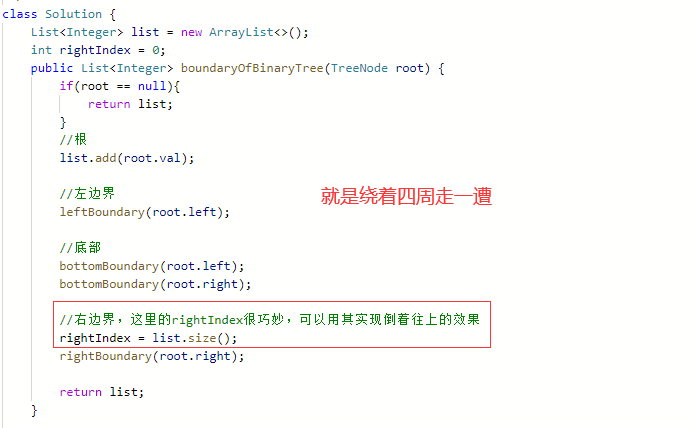 class Solution {
    List<Integer> list = new ArrayList<>();
    int rightIndex = 0;
    public List<Integer> boundaryOfBinaryTree(TreeNode root) {
        if(root == null){
            return list;
        }
        //根
        list.add(root.val);
        //左边界
        leftBoundary(root.left);
        就是绕着四周走一遭
        //底部
        bottomBoundary(root.left);
        bottomBoundary(root.right);
        //右边界，这里的rightIndex很巧妙，可以用其实现倒着往上的效果
        rightIndex = list.size();
        rightBoundary(root.right);
        return list;
    }